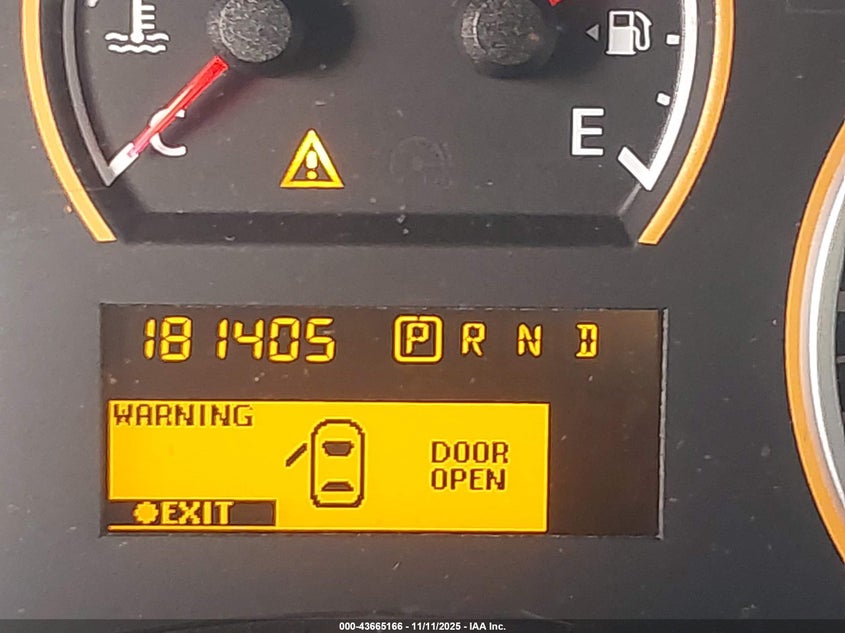 C
E
181405 P R N D
WARNING
DOOR
OPEN
EXIT
000-43665166 - 11/11/2025 - IAA Inc.